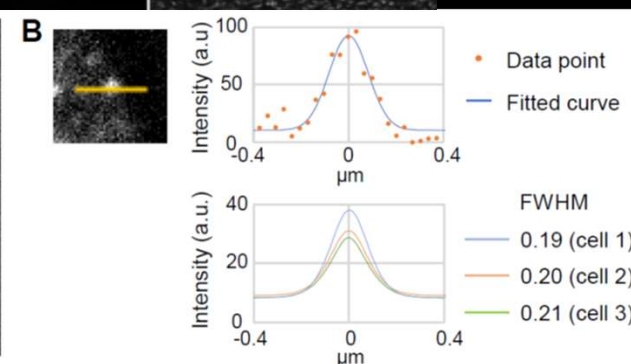 B
Intensity (a.u)
100
50
0
-0.4
0
0.4
µm
Data point
Fitted curve
Intensity (a.u.)
40
20
0
-0.4
0
0.4
µm
FWHM
0.19 (cell 1)
0.20 (cell 2)
0.21 (cell 3)